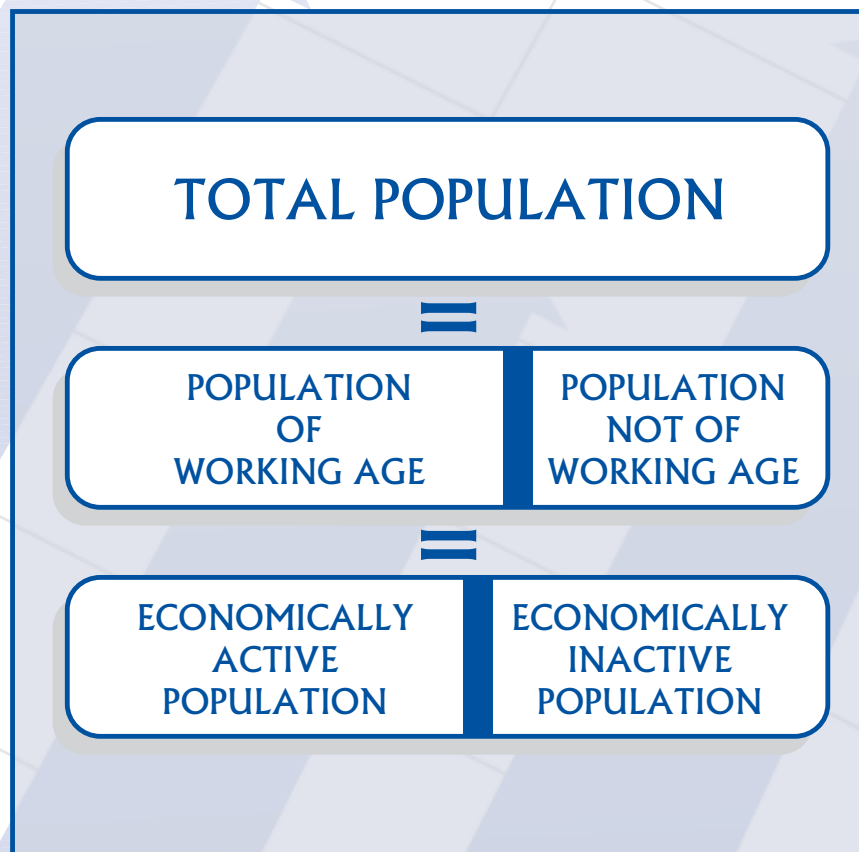 TOTAL POPULATION
=
POPULATION
OF
WORKING AGE
POPULATION
NOT OF
WORKING AGE
=
ECONOMICALLY
ACTIVE
POPULATION
ECONOMICALLY
INACTIVE
POPULATION